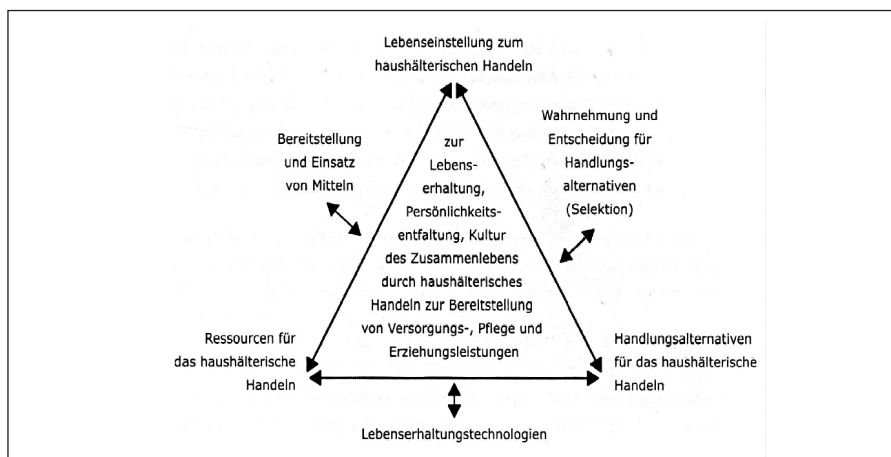 Lebenseinstellung zum
haushälterischen Handeln
Bereitstellung
und Einsatz
von Mitteln
zur
Lebens-
erhaltung,
Persönlichkeits-
entfaltung, Kultur
des Zusammenlebens
durch haushälterisches
Handeln zur Bereitstellung
von Versorgungs-, Pflege und
Erziehungsleistungen
Wahrnehmung und
Entscheidung für
Handlungs-
alternativen
(Selektion)
Ressourcen für
das haushälterische
Handeln
Handlungsalternativen
für das haushälterische
Handeln
Lebenserhaltungstechnologien